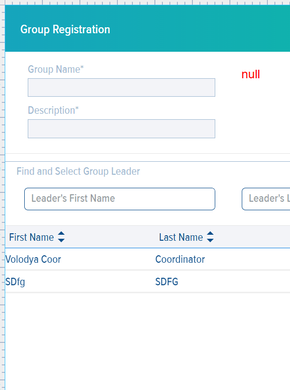 Group Registration
Group Name*
null
Description*
Find and Select Group Leader
Leader's First Name
Leader's
First Name Last Name
Volodya Coor Coordinator
SDfg SDFG